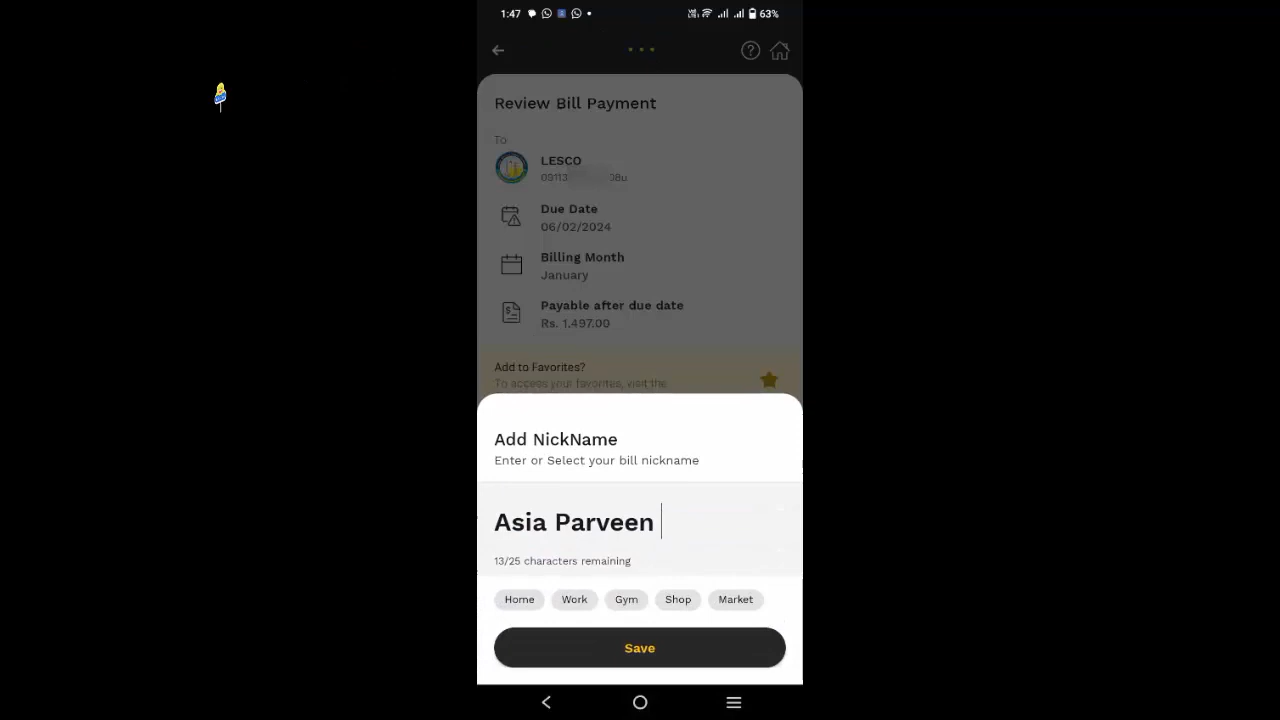 1:47
63%
Review Bill Payment
To
LESCO
Due Date
06/02/2024
Billing Month
January
Payable after due date
Rs. 1,497.00
Add to Favorites?
To access your favorites, visit the
Add NickName
Enter or Select your bill nickname
Asia Parveen
13/25 characters remaining
Home Work Gym Shop Market
Save